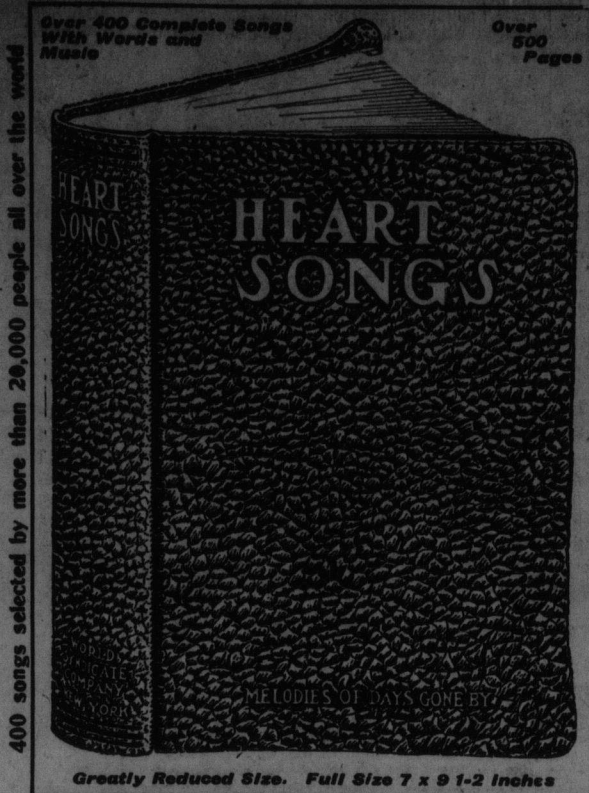 Over 400 Complete Songs
With Words and
Music
Over
500
Pages
400 songs selected by more than 20,000 people all over the world
HEART
SONGS
HEART
SONGS
WORLD'S
SYNDICATE
COMPANY
NEW YORK
MELODIES OF DAYS GONE BY
Greatly Reduced Size. Full Size 7 x 9 1-2 Inches